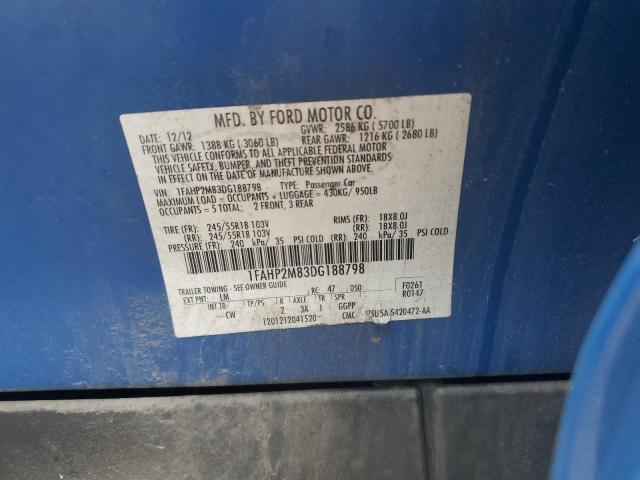 MFD. BY FORD MOTOR CO.
DATE: 12/12 GVWR: 2586 KG ( 5700 LB)
FRONT GAWR: 1388 KG ( 3060 LB) REAR GAWR: 1216 KG ( 2680 LB)
THIS VEHICLE CONFORMS TO ALL APPLICABLE FEDERAL MOTOR
VEHICLE SAFETY, BUMPER, AND THEFT PREVENTION STANDARDS
IN EFFECT ON THE DATE OF MANUFACTURE SHOWN ABOVE.
VIN: 1FAHP2M83DG188798 TYPE: Passenger Car
MAXIMUM LOAD = OCCUPANTS + LUGGAGE = 430KG/ 950LB
OCCUPANTS = 5 TOTAL: 2 FRONT, 3 REAR
TIRE (FR): 245/55R18 103V RIMS (FR): 18X8.0J
(RR): 245/55R18 103V (RR): 18X8.0J
PRESSURE (FR): 240 kPa/ 35 PSI COLD (RR): 240 kPa/ 35 PSI COLD
1FAHP2M83DG188798
TRAILER TOWING - SEE OWNER GUIDE RC: 47 DSO: F0261
EXT PNT: LM R0147
INT TR TP/PS R AXLE TR SPR
CW 2 3A J GGPP
1201212041520 CMC 5420472-AA